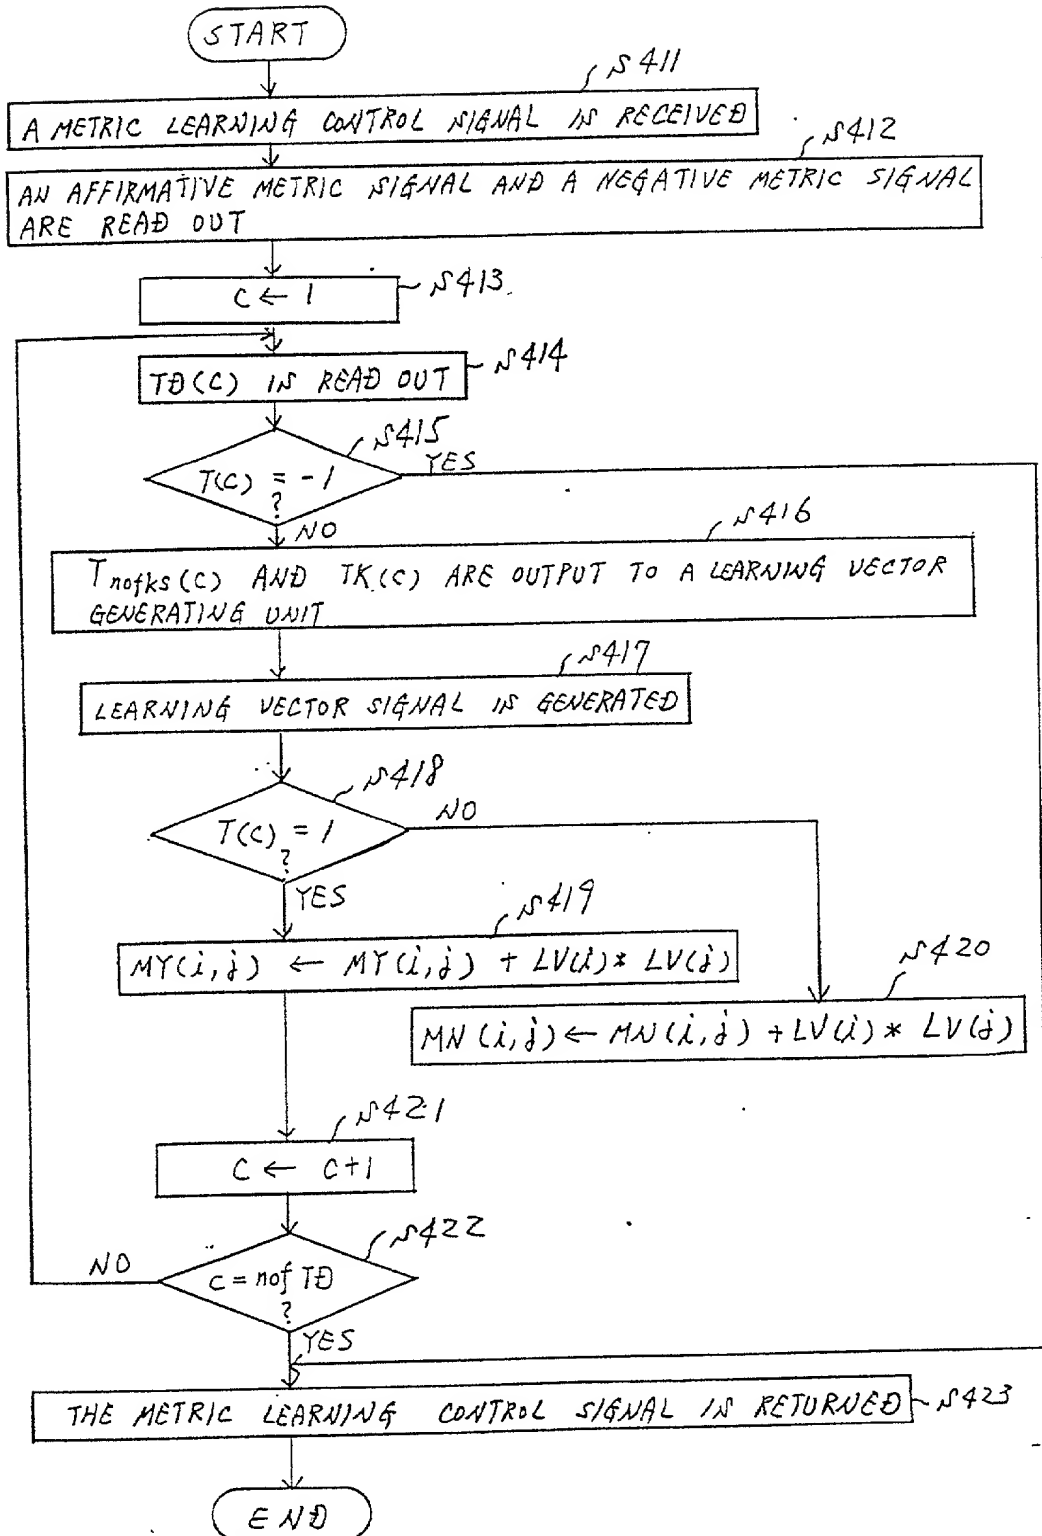 START
S411
A METRIC LEARNING CONTROL SIGNAL IS RECEIVED
S412
AN AFFIRMATIVE METRIC SIGNAL AND A NEGATIVE METRIC SIGNAL
ARE READ OUT
C ← 1
S413
TD(C) IS READ OUT
S414
S415
T(C) = -1
?
YES
NO
S416
Tnofks(C) AND TK(C) ARE OUTPUT TO A LEARNING VECTOR
GENERATING UNIT
S417
LEARNING VECTOR SIGNAL IS GENERATED
S418
T(C) = 1
?
NO
YES
S419
MY(i,j) ← MY(i,j) + LV(i)* LV(j)
S420
MN(i,j) ← MN(i,j) + LV(i)* LV(j)
S421
C ← C+1
S422
C = nof TD
?
NO
YES
THE METRIC LEARNING CONTROL SIGNAL IS RETURNED
S423
END